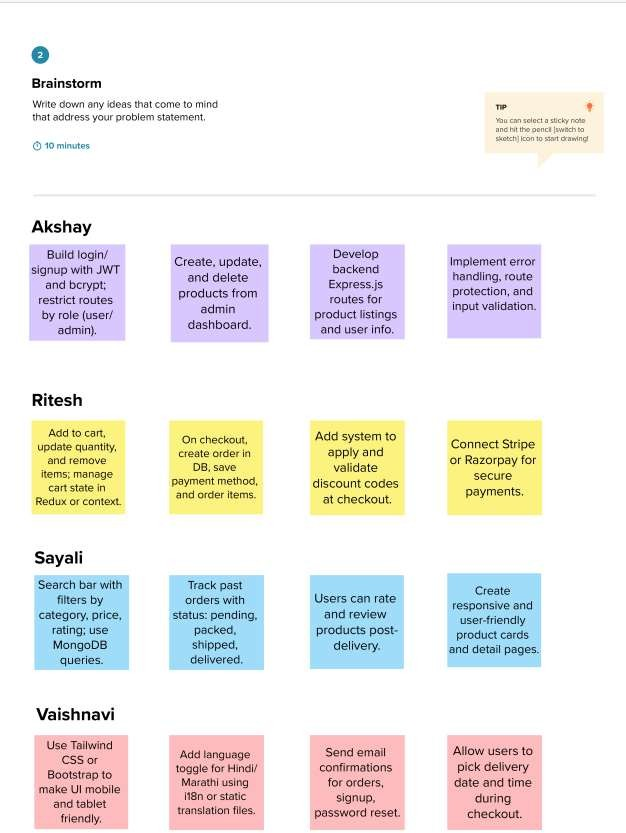 2
Brainstorm
Write down any ideas that come to mind
that address your problem statement.
10 minutes
TIP
You can select a sticky note
and hit the pencil [switch to
sketch] icon to start drawing!
Akshay
Build login/
signup with JWT
and bcrypt;
restrict routes
by role (user/
admin).
Create, update,
and delete
products from
admin
dashboard.
Develop
backend
Express.js
routes for
product listings
and user info.
Implement error
handling, route
protection, and
input validation.
Ritesh
Add to cart,
update quantity,
and remove
items; manage
cart state in
Redux or context.
On checkout,
create order in
DB, save
payment method,
and order items.
Add system to
apply and
validate
discount codes
at checkout.
Connect Stripe
or Razorpay for
secure
payments.
Sayali
Search bar with
filters by
category, price,
rating; use
MongoDB
queries.
Track past
orders with
status: pending,
packed,
shipped,
delivered.
Users can rate
and review
products post-
delivery.
Create
responsive and
user-friendly
product cards
and detail pages.
Vaishnavi
Use Tailwind
CSS or
Bootstrap to
make UI mobile
and tablet
friendly.
Add language
toggle for Hindi/
Marathi using
i18n or static
translation files.
Send email
confirmations
for orders,
signup,
password reset.
Allow users to
pick delivery
date and time
during
checkout.